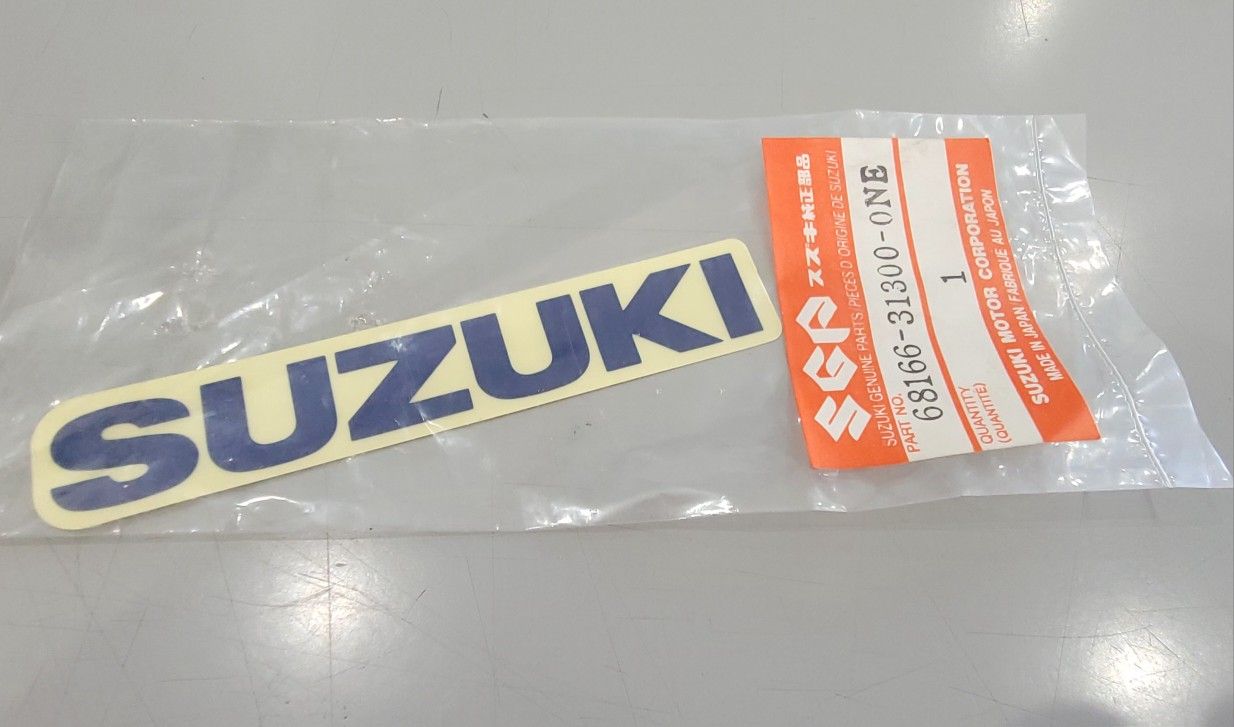 SUZUKI
SGP スズキ純正部品
SUZUKI GENUINE PARTS/PIECES D ORIGINE DE SUZUKI
PART NO.
68166-31300-0NE
QUANTITY
(QUANTITÉ)
1
SUZUKI MOTOR CORPORATION
MADE IN JAPAN/FABRIQUE AU JAPON